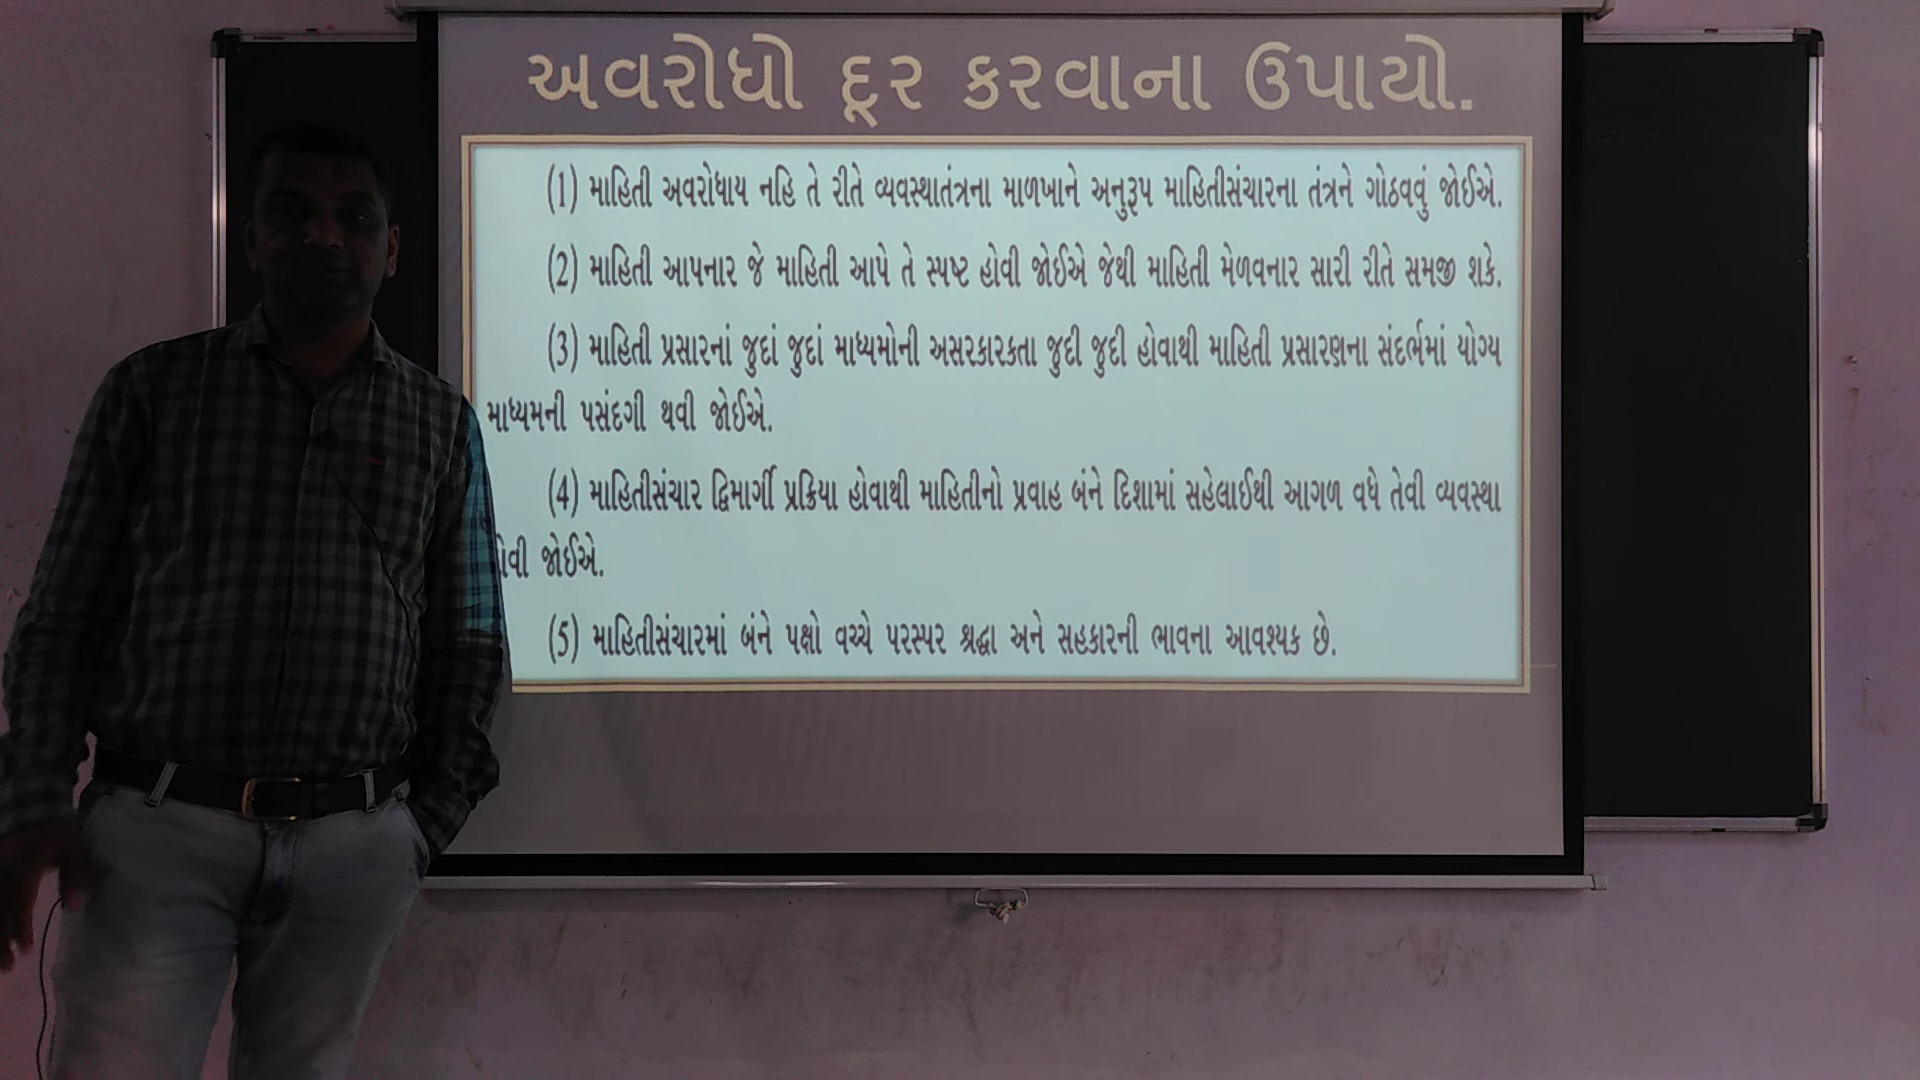 અવરોધો દૂર કરવાના ઉપાયો.
(1) માહિતી અવરોધાય નહિ તે રીતે વ્યવસ્થાતંત્રના માળખાને અનુરૂપ માહિતીસંચારના તંત્રને ગોઠવવું જોઈએ.
(2) માહિતી આપનાર જે માહિતી આપે તે સ્પષ્ટ હોવી જોઈએ જેથી માહિતી મેળવનાર સારી રીતે સમજી શકે.
(3) માહિતી પ્રસારનાં જુદાં જુદાં માધ્યમોની અસરકારકતા જુદી જુદી હોવાથી માહિતી પ્રસારણના સંદર્ભમાં યોગ્ય
માધ્યમની પસંદગી થવી જોઈએ.
(4) માહિતીસંચાર દ્વિમાર્ગી પ્રક્રિયા હોવાથી માહિતીનો પ્રવાહ બંને દિશામાં સહેલાઈથી આગળ વધે તેવી વ્યવસ્થા
જોઈએ.
(5) માહિતીસંચારમાં બંને પક્ષો વચ્ચે પરસ્પર શ્રદ્ધા અને સહકારની ભાવના આવશ્યક છે.